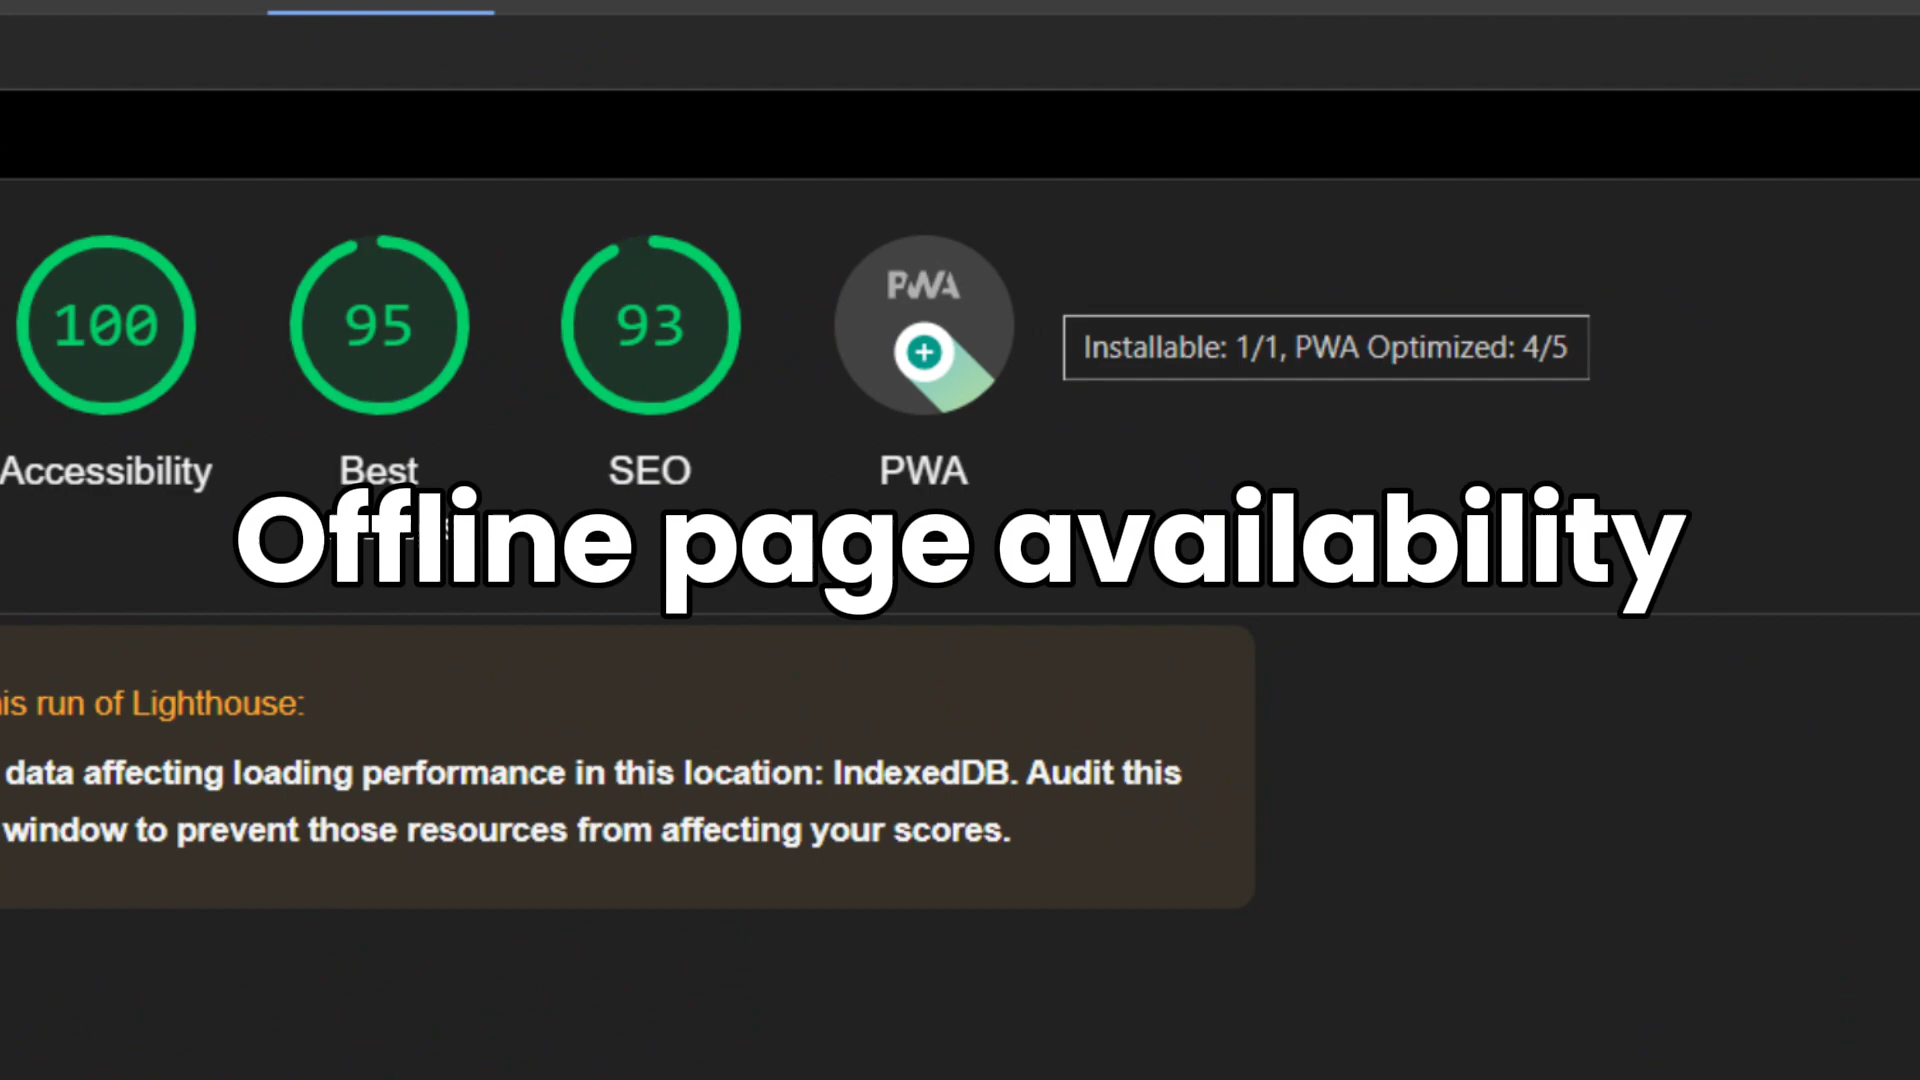 100
95
93
PWA
Installable: 1/1, PWA Optimized: 4/5
Accessibility
Best
SEO
PWA
Offline page availability
is run of Lighthouse:
data affecting loading performance in this location: IndexedDB. Audit this
window to prevent those resources from affecting your scores.